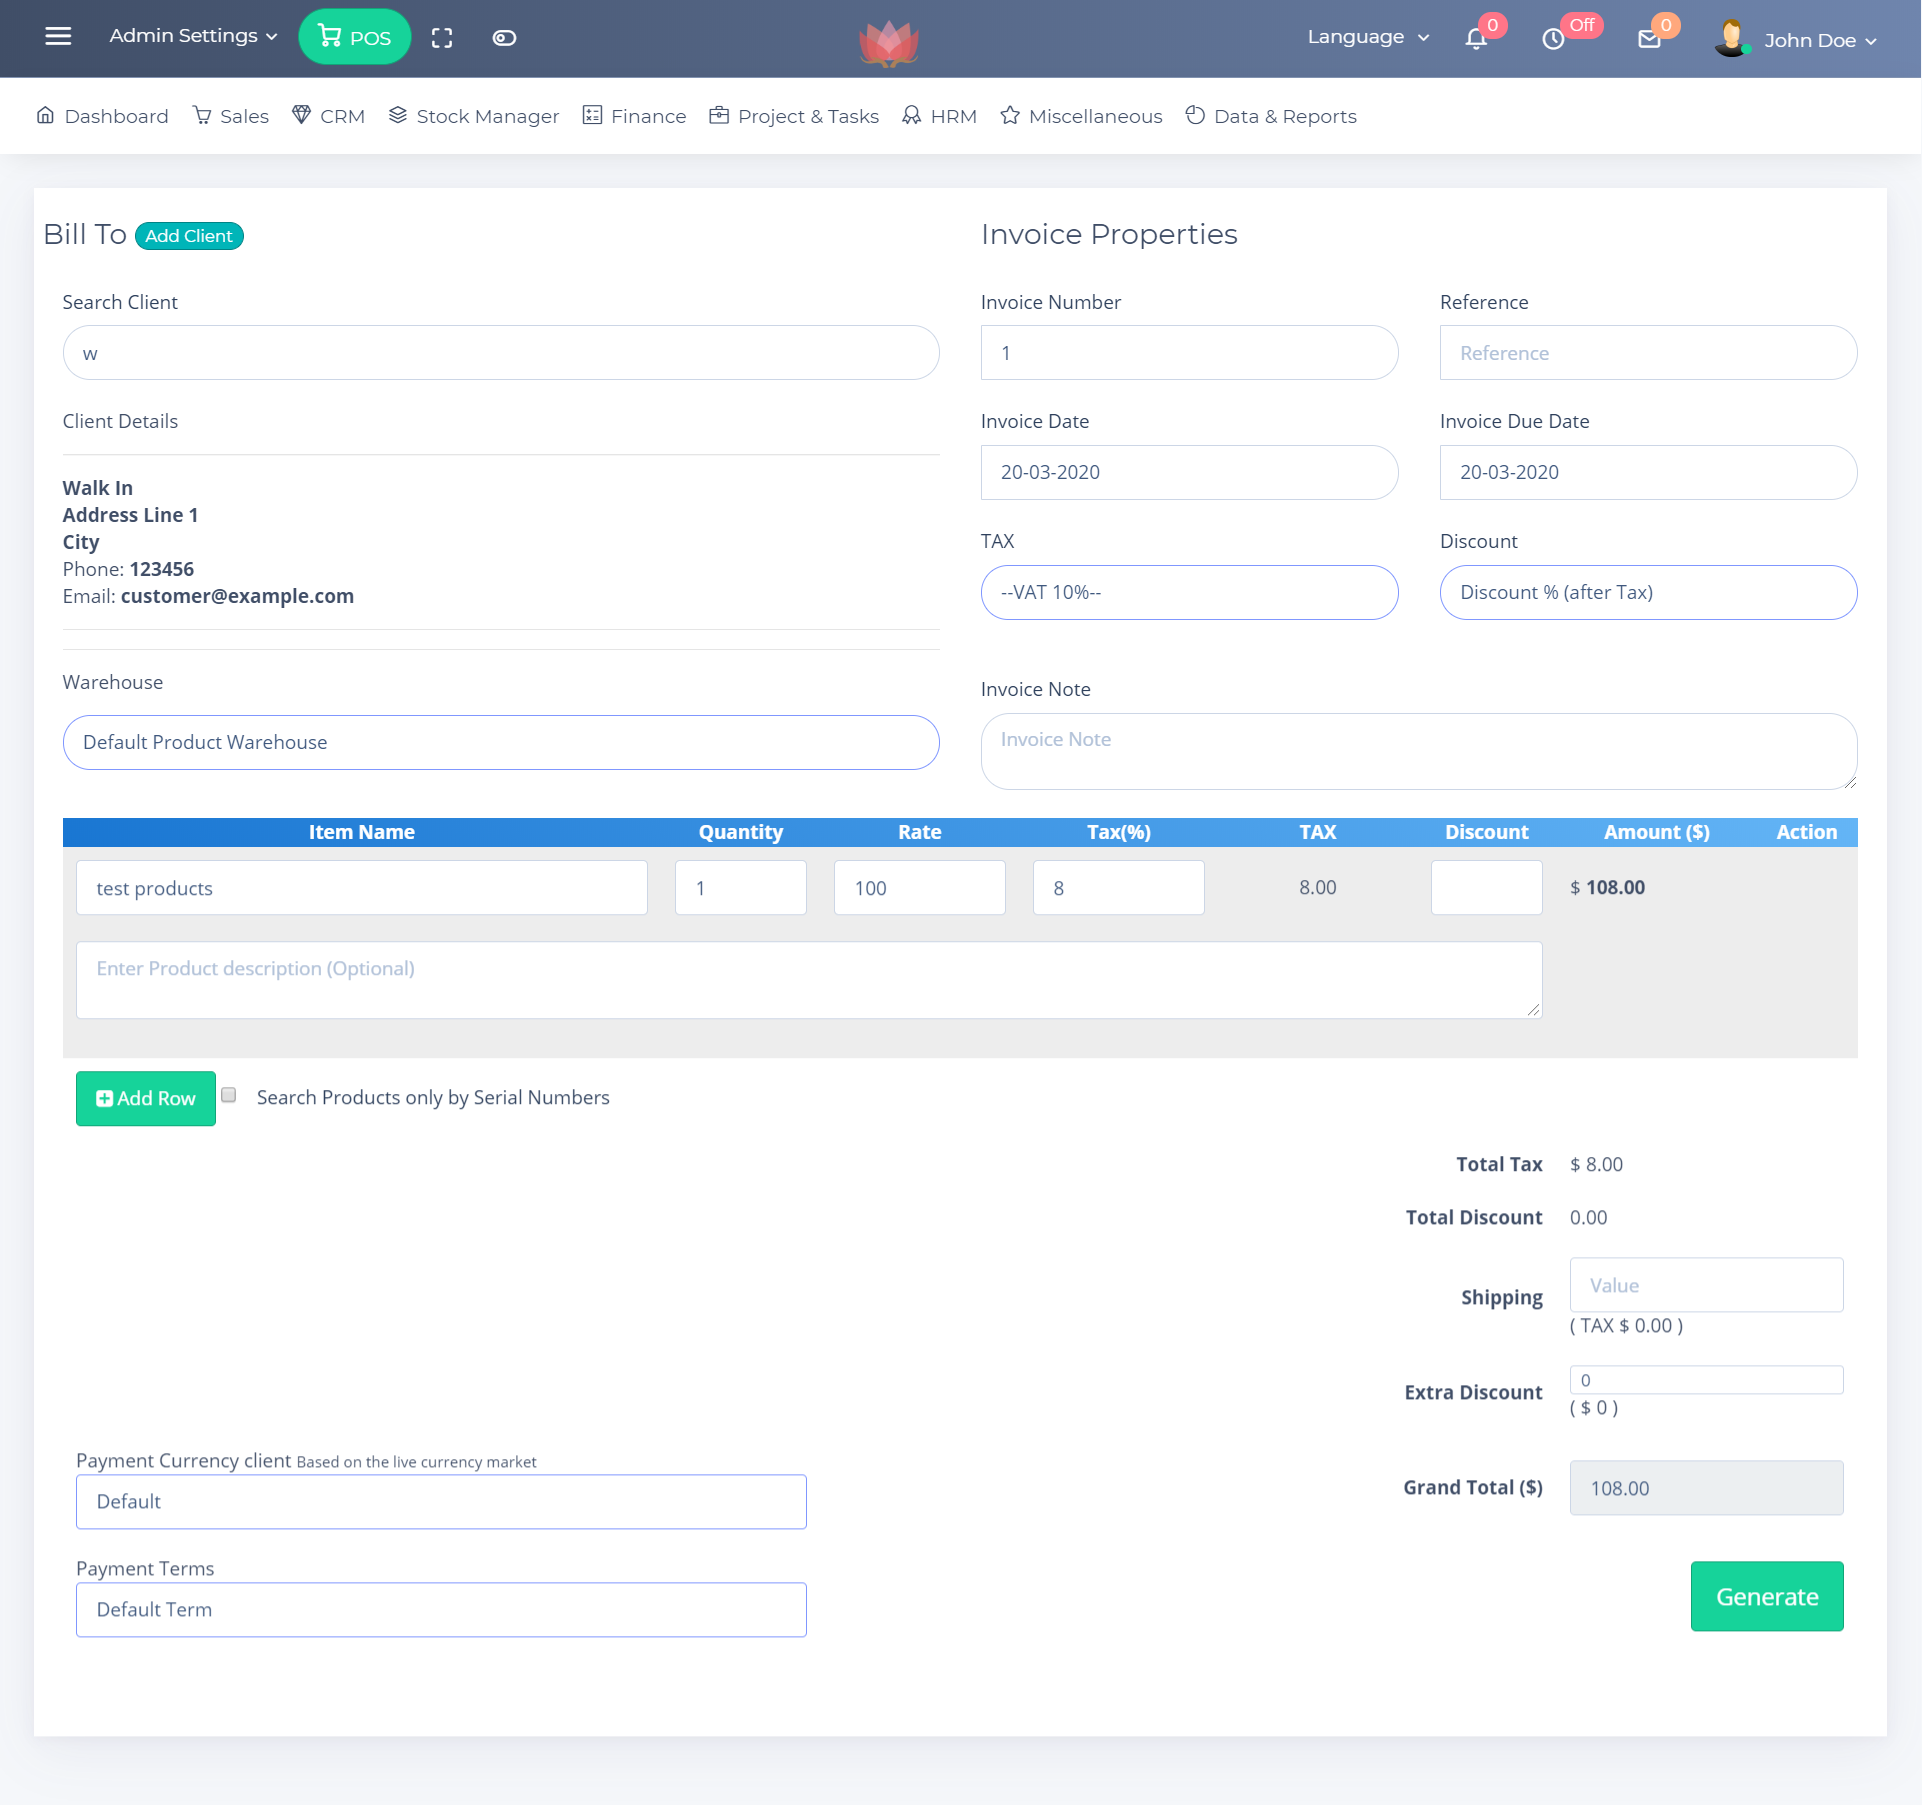 Admin Settings POS Language 0 Off 0 John Doe
Dashboard Sales CRM Stock Manager Finance Project & Tasks HRM Miscellaneous Data & Reports
Bill To Add Client
Search Client
w
Client Details
Walk In
Address Line 1
City
Phone: 123456
Email: customer@example.com
Warehouse
Default Product Warehouse
Invoice Properties
Invoice Number Reference
1 Reference
Invoice Date Invoice Due Date
20-03-2020 20-03-2020
TAX Discount
--VAT 10%-- Discount % (after Tax)
Invoice Note
Invoice Note
Item Name Quantity Rate Tax(%) TAX Discount Amount ($) Action
test products 1 100 8 8.00 $ 108.00
Enter Product description (Optional)
Add Row Search Products only by Serial Numbers
Total Tax $ 8.00
Total Discount 0.00
Shipping Value
( TAX $ 0.00 )
Extra Discount 0
( $ 0 )
Payment Currency client Based on the live currency market
Default
Grand Total ($) 108.00
Payment Terms
Default Term
Generate